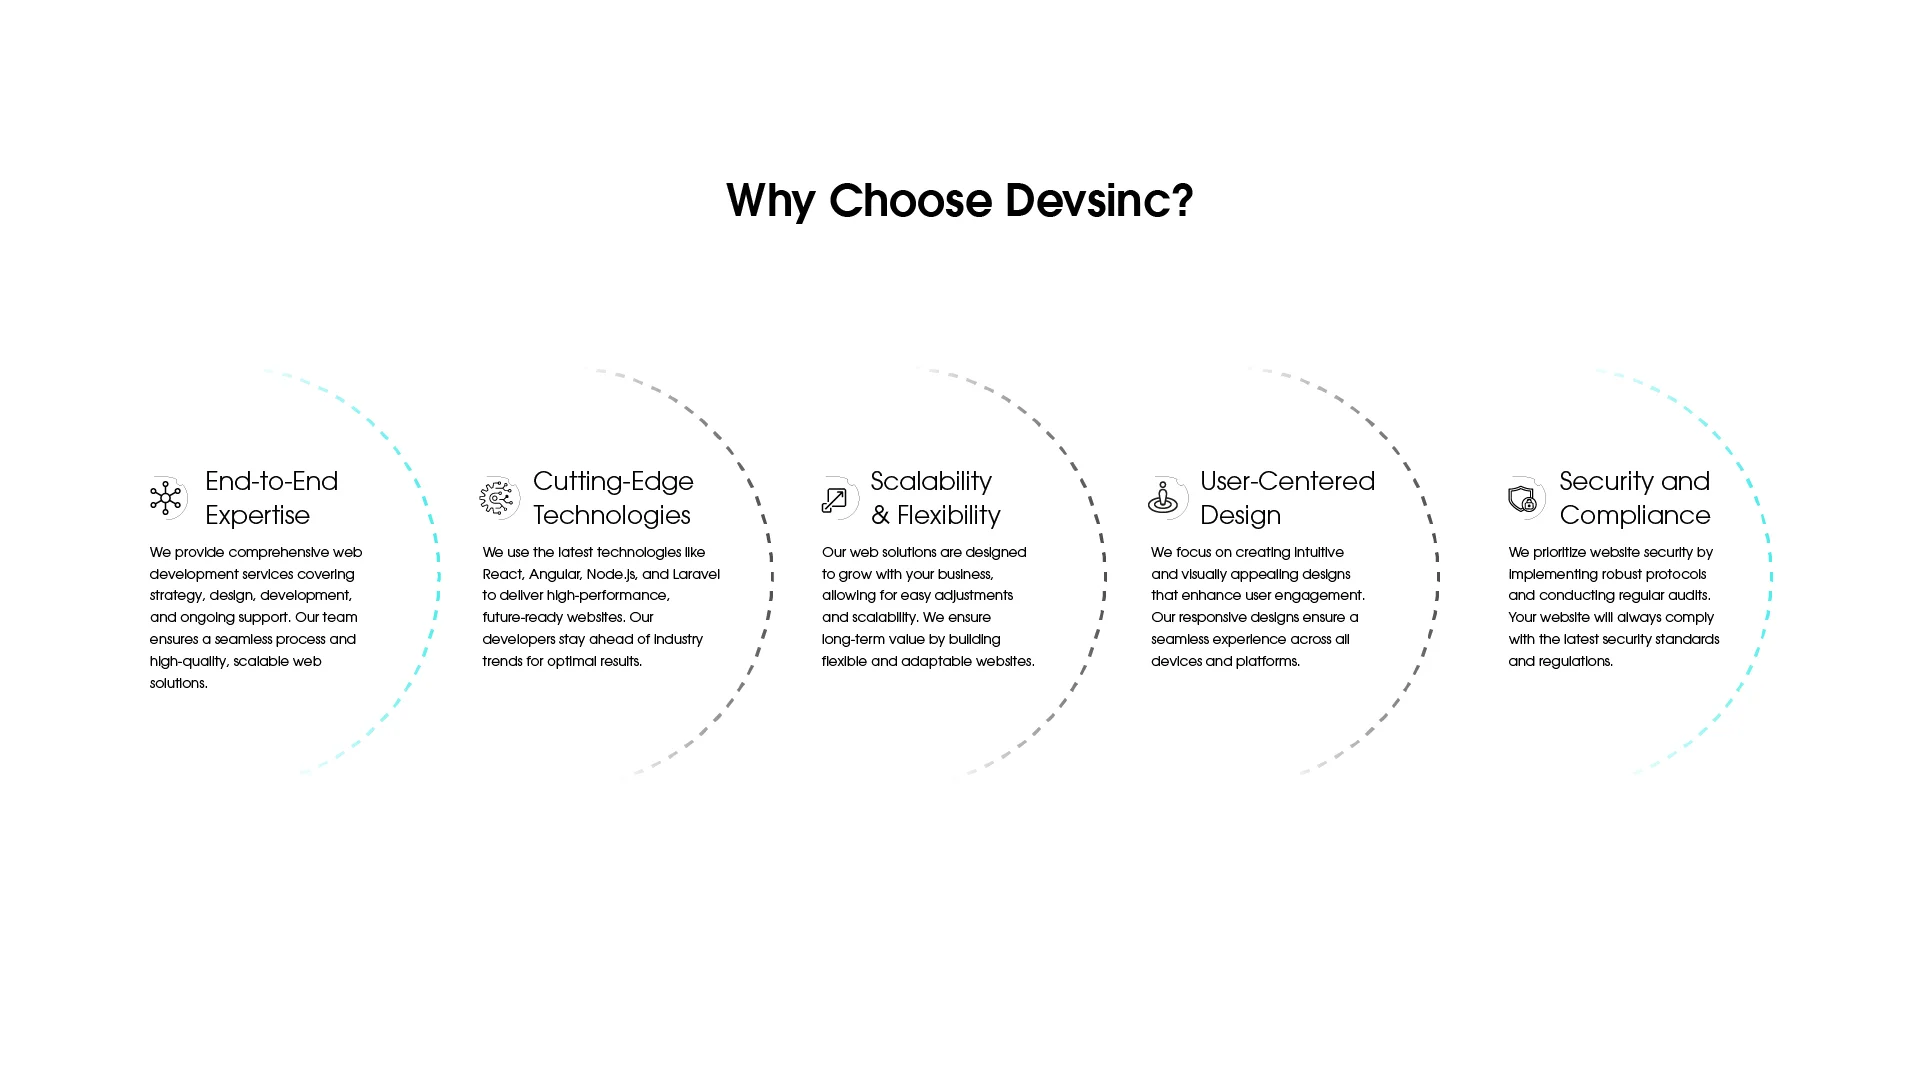 Why Choose Devsinc?
End-to-End
Expertise
We provide comprehensive web
development services covering
strategy, design, development,
and ongoing support. Our team
ensures a seamless process and
high-quality, scalable web
solutions.
Cutting-Edge
Technologies
We use the latest technologies like
React, Angular, Node.js, and Laravel
to deliver high-performance,
future-ready websites. Our
developers stay ahead of industry
trends for optimal results.
Scalability
& Flexibility
Our web solutions are designed
to grow with your business,
allowing for easy adjustments
and scalability. We ensure
long-term value by building
flexible and adaptable websites.
User-Centered
Design
We focus on creating intuitive
and visually appealing designs
that enhance user engagement.
Our responsive designs ensure a
seamless experience across all
devices and platforms.
Security and
Compliance
We prioritize website security by
implementing robust protocols
and conducting regular audits.
Your website will always comply
with the latest security standards
and regulations.